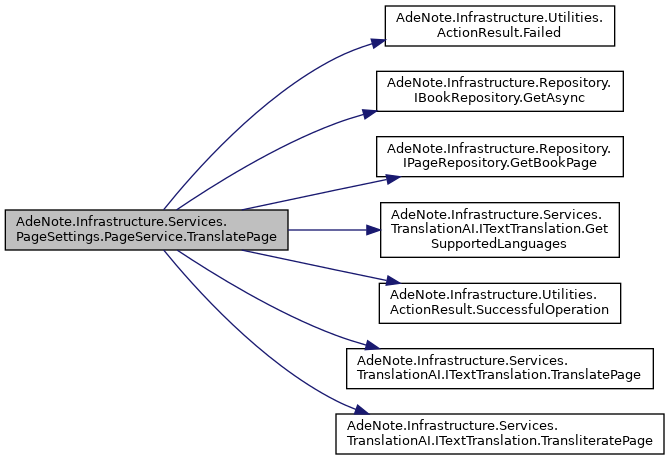 AdeNote.Infrastructure.Utilities.
ActionResult.Failed
AdeNote.Infrastructure.Repository.
IBookRepository.GetAsync
AdeNote.Infrastructure.Repository.
IPageRepository.GetBookPage
AdeNote.Infrastructure.Services.
PageSettings.PageService.TranslatePage
AdeNote.Infrastructure.Services.
TranslationAI.ITextTranslation.Get
SupportedLanguages
AdeNote.Infrastructure.Utilities.
ActionResult.SuccessfulOperation
AdeNote.Infrastructure.Services.
TranslationAI.ITextTranslation.TranslatePage
AdeNote.Infrastructure.Services.
TranslationAI.ITextTranslation.TransliteratePage